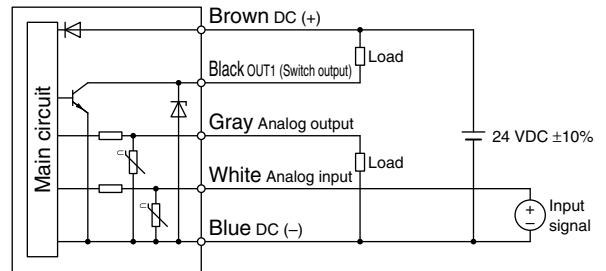 Brown DC (+)
Load
Black OUT1 (Switch output)
Main circuit
Gray Analog output
24 VDC ±10%
Load
White Analog input
Input
signal
Blue DC (–)